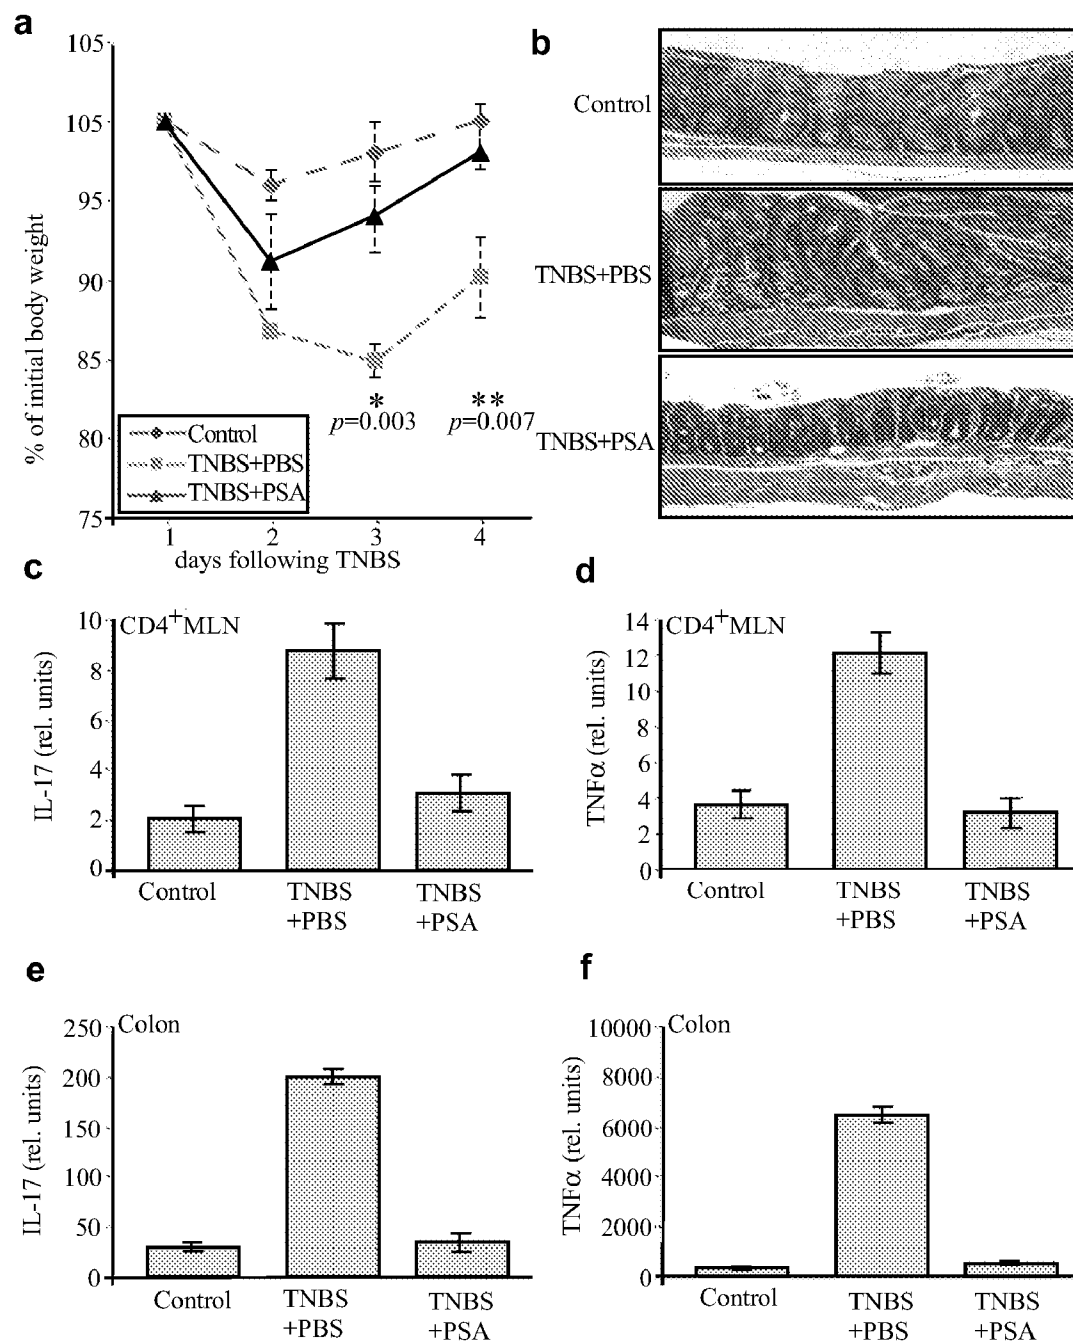 a
105
105
95
90
85
80
75
% of initial body weight
*
p=0.003
**
p=0.007
Control
TNBS+PBS
TNBS+PSA
1 2 3 4
days following TNBS
b
Control
TNBS+PBS
TNBS+PSA
c
CD4+MLN
10
8
6
4
2
0
IL-17 (rel. units)
Control
TNBS
+PBS
TNBS
+PSA
d
CD4+MLN
14
12
10
8
6
4
2
0
TNFα (rel. units)
Control
TNBS
+PBS
TNBS
+PSA
e
Colon
250
200
150
100
50
0
IL-17 (rel. units)
Control
TNBS
+PBS
TNBS
+PSA
f
Colon
10000
8000
6000
4000
2000
0
TNFα (rel. units)
Control
TNBS
+PBS
TNBS
+PSA